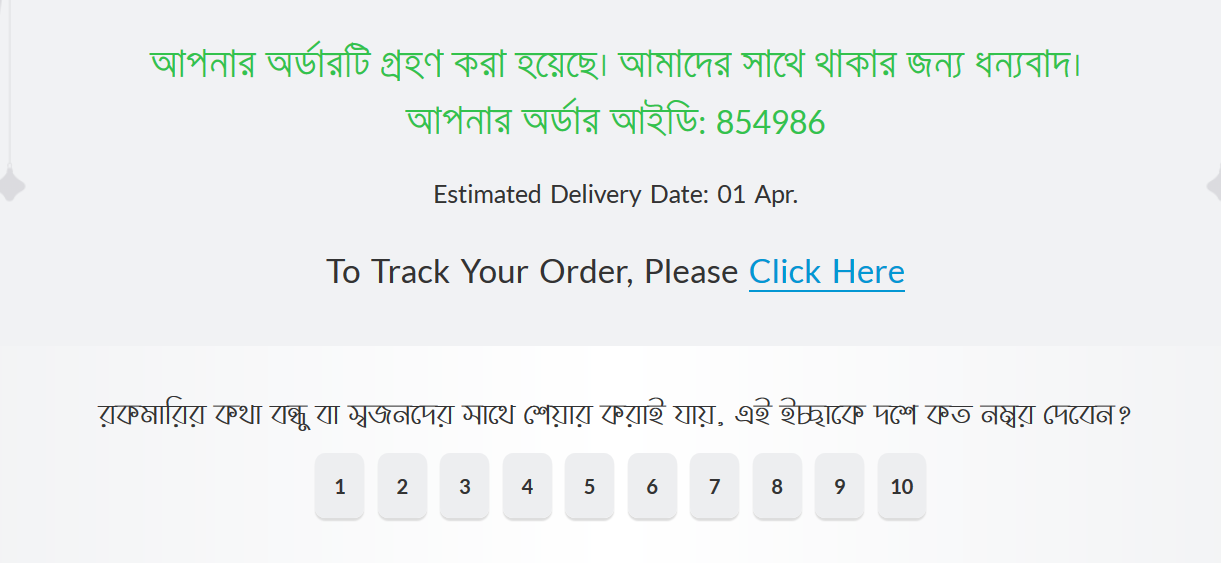 আপনার অর্ডারটি গ্রহণ করা হয়েছে। আমাদের সাথে থাকার জন্য ধন্যবাদ।
আপনার অর্ডার আইডি: 854986
Estimated Delivery Date: 01 Apr.
To Track Your Order, Please Click Here
রকমারির কথা বন্ধু বা স্বজনদের সাথে শেয়ার করাই যায়, এই ইচ্ছাকে দশে কত নম্বর দেবেন?
1 2 3 4 5 6 7 8 9 10